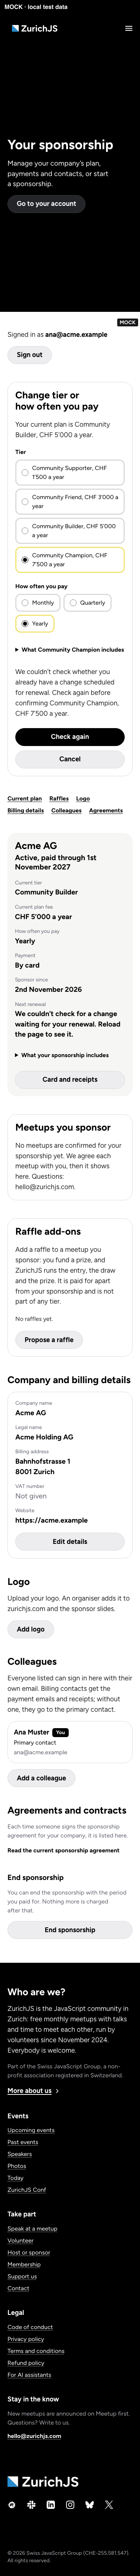 MOCK · local test data
ZurichJS
Your sponsorship
Manage your company's plan,
payments and contacts, or start
a sponsorship.
Go to your account
MOCK
Signed in as ana@acme.example
Sign out
Change tier or
how often you pay
Your current plan is Community
Builder, CHF 5'000 a year.
Tier
Community Supporter, CHF
1'500 a year
Community Friend, CHF 3'000 a
year
Community Builder, CHF 5'000
a year
Community Champion, CHF
7'500 a year
How often you pay
Monthly
Quarterly
Yearly
What Community Champion includes
We couldn't check whether you
already have a change scheduled
for renewal. Check again before
confirming Community Champion,
CHF 7'500 a year.
Check again
Cancel
Current plan Raffles Logo
Billing details Colleagues Agreements
Acme AG
Active, paid through 1st
November 2027
Current tier
Community Builder
Current plan fee
CHF 5'000 a year
How often you pay
Yearly
Payment
By card
Sponsor since
2nd November 2026
Next renewal
We couldn't check for a change
waiting for your renewal. Reload
the page to see it.
What your sponsorship includes
Card and receipts
Meetups you sponsor
No meetups are confirmed for your
sponsorship yet. We agree each
meetup with you, then it shows
here. Questions:
hello@zurichjs.com.
Raffle add-ons
Add a raffle to a meetup you
sponsor: you fund a prize, and
ZurichJS runs the entry, the draw
and the prize. It is paid in part by
you, separate from your
sponsorship and is not
part of any tier.
No raffles yet.
Propose a raffle
Company and billing details
Company name
Acme AG
Legal name
Acme Holding AG
Billing address
Bahnhofstrasse 1
8001 Zurich
VAT number
Not given
Website
https://acme.example
Edit details
Logo
Upload your logo. An organiser adds it to
zurichjs.com and the sponsor slides.
Add logo
Colleagues
Everyone listed can sign in here with their
own email. Billing contacts get the
payment emails and receipts; without
one, they go to the primary contact.
Ana Muster You
Primary contact
ana@acme.example
Add a colleague
Agreements and contracts
Each time someone signs the sponsorship
agreement for your company, it is listed here.
Read the current sponsorship agreement
End sponsorship
You can end the sponsorship within the period
you paid for. Nothing more is charged
after that.
End sponsorship
Who are we?
ZurichJS is the JavaScript community in
Zurich: free monthly meetups with talks
and time to meet each other, run by
volunteers since November 2024.
Everybody is welcome.
Part of the Swiss JavaScript Group, a non-
profit association registered in Switzerland.
More about us
Events
Upcoming events
Past events
Speakers
Photos
Today
ZurichJS Conf
Take part
Speak at a meetup
Volunteer
Host or sponsor
Membership
Support us
Contact
Legal
Code of conduct
Privacy policy
Terms and conditions
Refund policy
For AI assistants
Stay in the know
New meetups are announced on Meetup first.
Questions? Write to us.
hello@zurichjs.com
ZurichJS
© 2026 Swiss JavaScript Group (CHE-255.581.547).
All rights reserved.